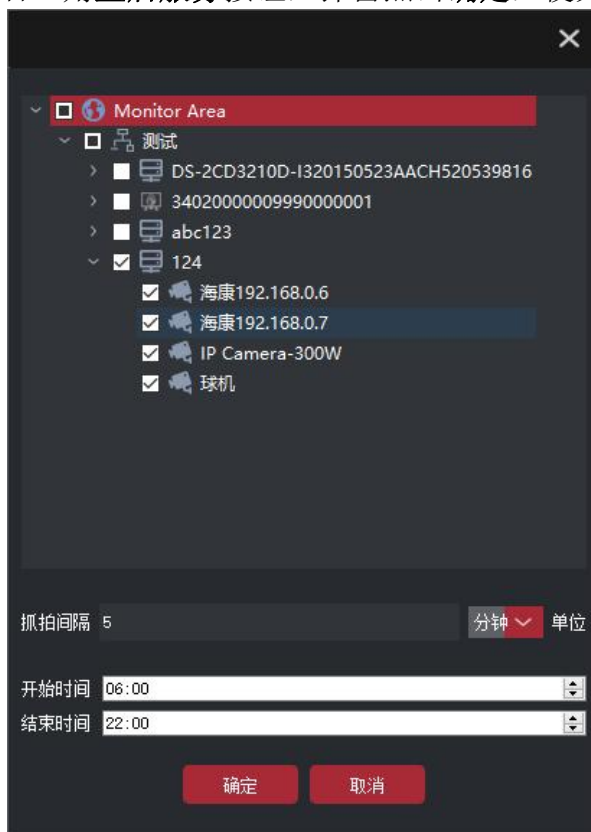 Monitor Area
测试
DS-2CD3210D-I320150523AACH520539816
34020000009990000001
abc123
124
海康192.168.0.6
海康192.168.0.7
IP Camera-300W
球机
抓拍间隔 5 分钟 单位
开始时间 06:00
结束时间 22:00
确定 取消